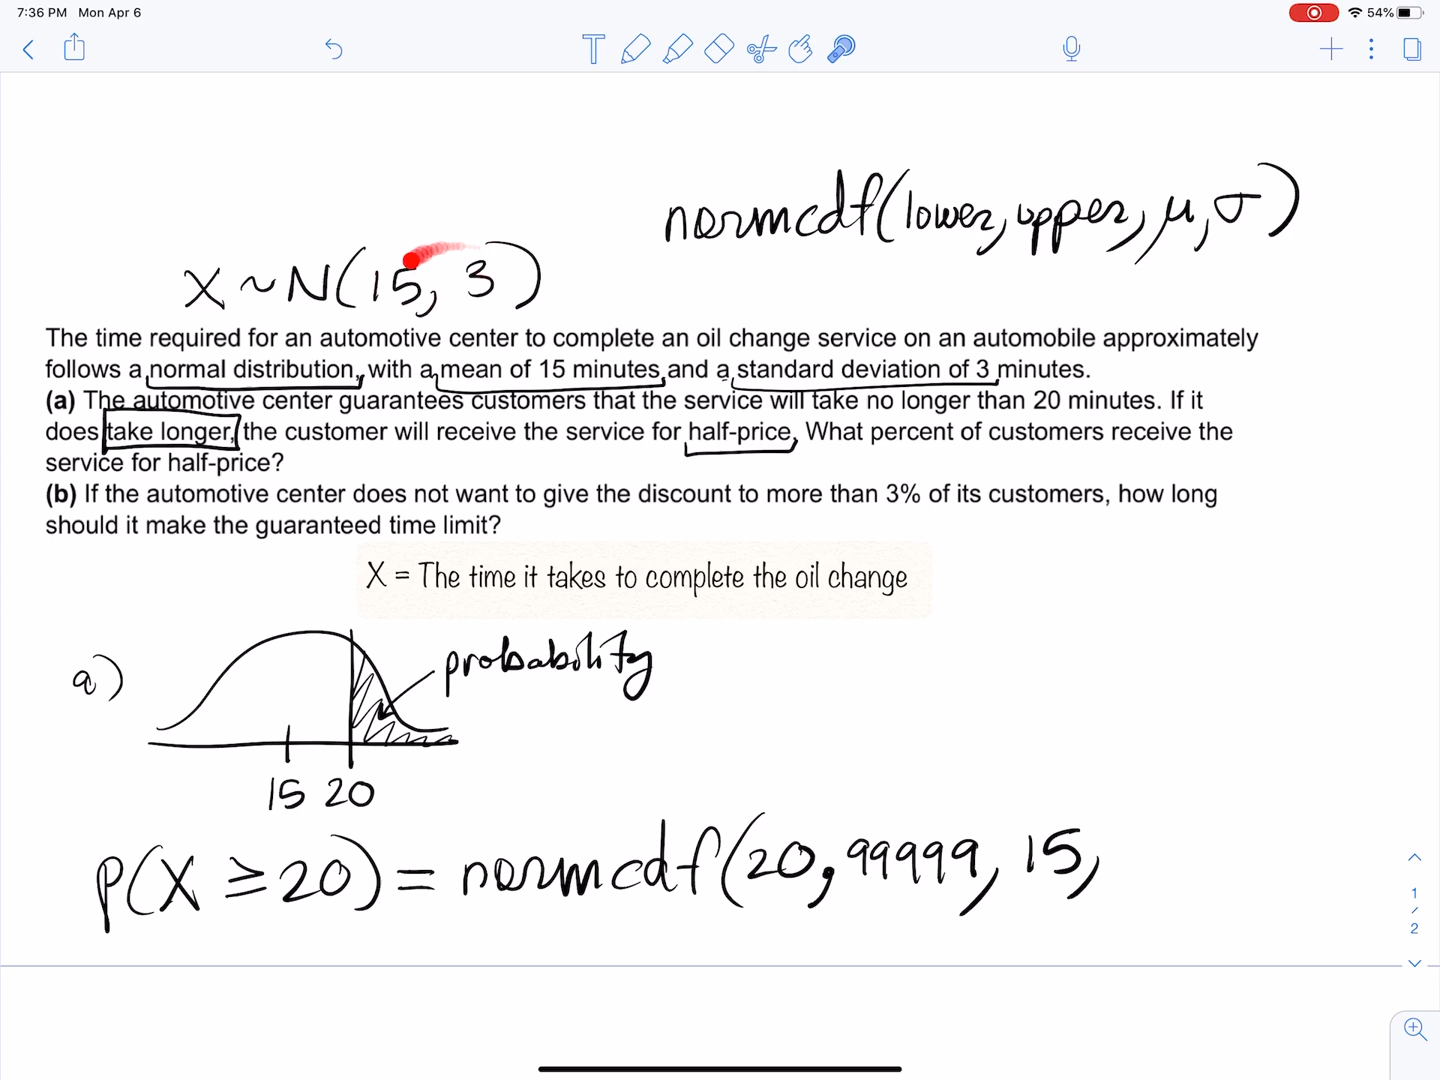 7:36 PM Mon Apr 6
54%
T
normcdf(lower, upper, μ, σ)
X ~ N(15, 3)
The time required for an automotive center to complete an oil change service on an automobile approximately
follows a normal distribution, with a mean of 15 minutes and a standard deviation of 3 minutes.
(a) The automotive center guarantees customers that the service will take no longer than 20 minutes. If it
does take longer, the customer will receive the service for half-price. What percent of customers receive the
service for half-price?
(b) If the automotive center does not want to give the discount to more than 3% of its customers, how long
should it make the guaranteed time limit?
X = The time it takes to complete the oil change
a)
probability
15 20
P(X ≥ 20) = normcdf(20, 99999, 15,
1
/
2